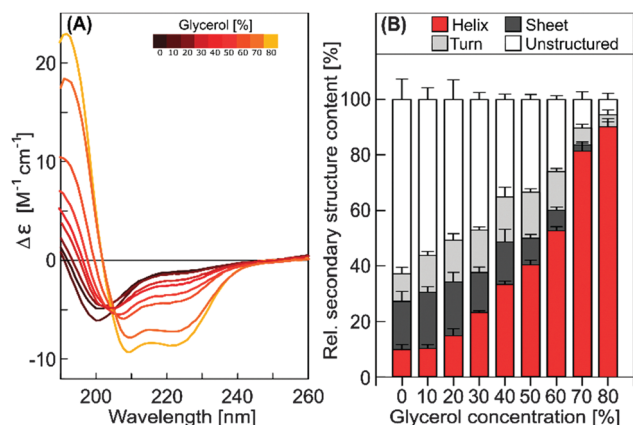 (A)
Glycerol [%]
0 10 20 30 40 50 60 70 80
20
10
0
-10
Δε [M⁻¹ cm⁻¹]
200 220 240 260
Wavelength [nm]
(B)
Helix Sheet
Turn Unstructured
100
80
60
40
20
0
Rel. secondary structure content [%]
0 10 20 30 40 50 60 70 80
Glycerol concentration [%]